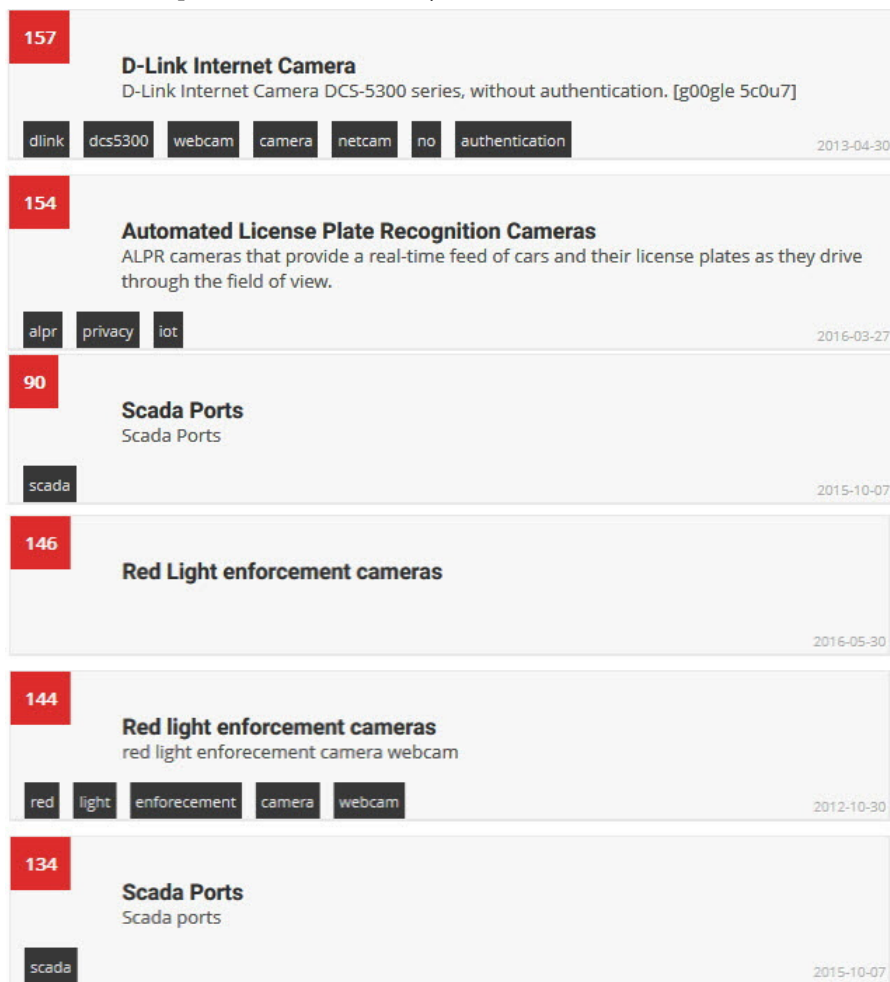 157
D-Link Internet Camera
D-Link Internet Camera DCS-5300 series, without authentication. [g00gle 5c0u7]
dlink dcs5300 webcam camera netcam no authentication
2013-04-30
154
Automated License Plate Recognition Cameras
ALPR cameras that provide a real-time feed of cars and their license plates as they drive
through the field of view.
alpr privacy iot
2016-03-27
90
Scada Ports
Scada Ports
scada
2015-10-07
146
Red Light enforcement cameras
2016-05-30
144
Red light enforcement cameras
red light enforecement camera webcam
red light enforecement camera webcam
2012-10-30
134
Scada Ports
Scada ports
scada
2015-10-07